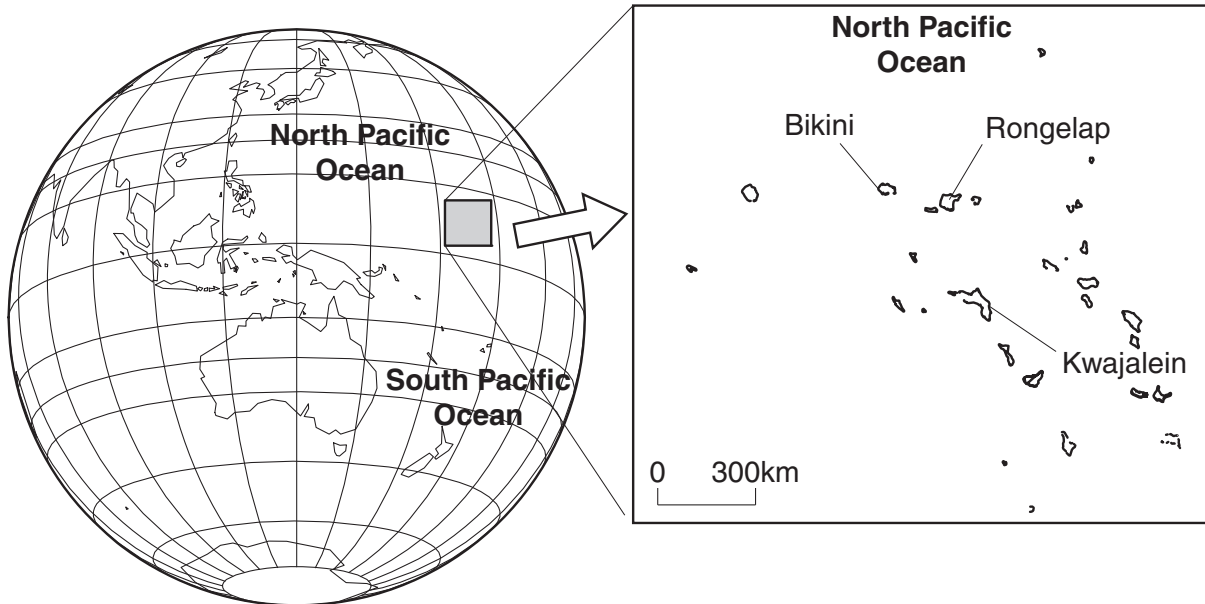 North Pacific
Ocean
South Pacific
Ocean
North Pacific
Ocean
Bikini
Rongelap
Kwajalein
0 300km